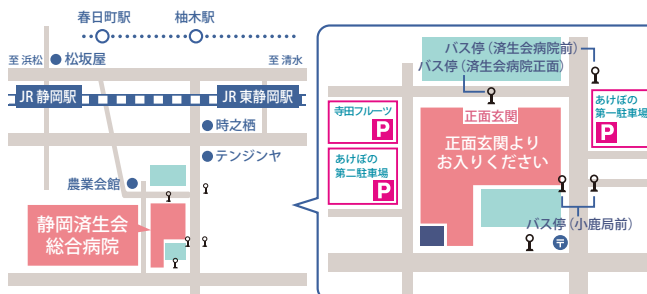 春日町駅
柚木駅
至 浜松
松坂屋
至 清水
JR 静岡駅
JR 東静岡駅
時之栖
テンジンヤ
農業会館
静岡済生会
総合病院
バス停 (済生会病院前)
バス停 (済生会病院正面)
寺田フルーツ
P
あけぼの
第二駐車場
P
正面玄関
正面玄関より
お入りください
あけぼの
第一駐車場
P
バス停 (小鹿局前)
〒